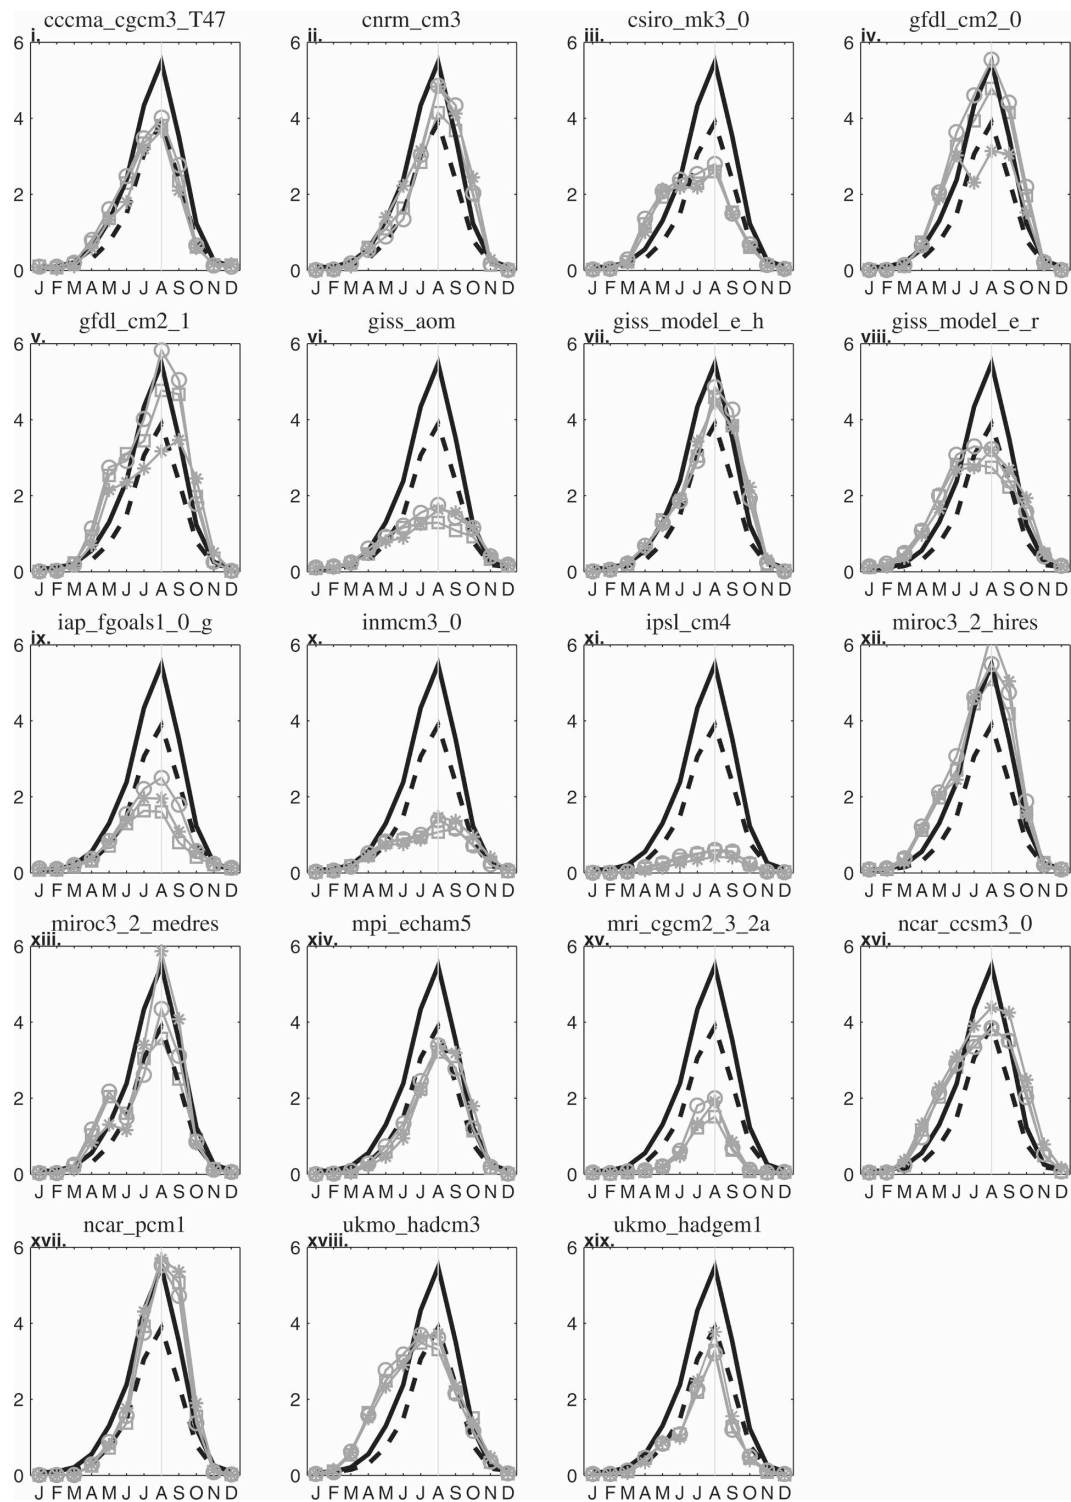 cccma_cgcm3_T47 cnrm_cm3 csiro_mk3_0 gfdl_cm2_0
i. ii. iii. iv.
6 6 6 6
4 4 4 4
2 2 2 2
0 0 0 0
J F M A M J J A S O N D J F M A M J J A S O N D J F M A M J J A S O N D J F M A M J J A S O N D
gfdl_cm2_1 giss_aom giss_model_e_h giss_model_e_r
v. vi. vii. viii.
6 6 6 6
4 4 4 4
2 2 2 2
0 0 0 0
J F M A M J J A S O N D J F M A M J J A S O N D J F M A M J J A S O N D J F M A M J J A S O N D
iap_fgoals1_0_g inmcm3_0 ipsl_cm4 miroc3_2_hires
ix. x. xi. xii.
6 6 6 6
4 4 4 4
2 2 2 2
0 0 0 0
J F M A M J J A S O N D J F M A M J J A S O N D J F M A M J J A S O N D J F M A M J J A S O N D
miroc3_2_medres mpi_echam5 mri_cgcm2_3_2a ncar_ccsm3_0
xiii. xiv. xv. xvi.
6 6 6 6
4 4 4 4
2 2 2 2
0 0 0 0
J F M A M J J A S O N D J F M A M J J A S O N D J F M A M J J A S O N D J F M A M J J A S O N D
ncar_pcm1 ukmo_hadcm3 ukmo_hadgem1
xvii. xviii. xix.
6 6 6
4 4 4
2 2 2
0 0 0
J F M A M J J A S O N D J F M A M J J A S O N D J F M A M J J A S O N D